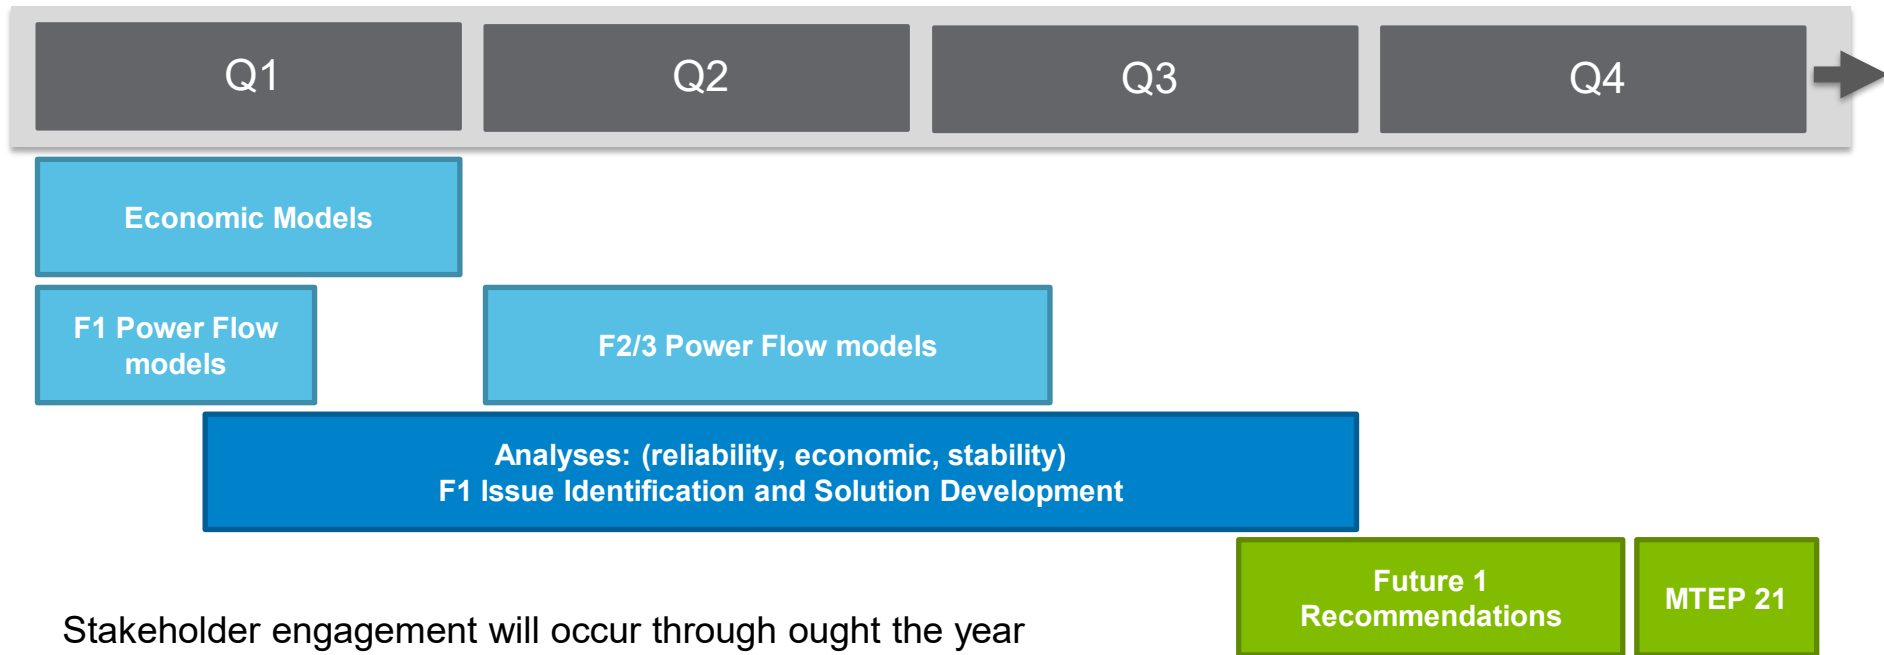 Q1
Q2
Q3
Q4
Economic Models
F1 Power Flow
models
F2/3 Power Flow models
Analyses: (reliability, economic, stability)
F1 Issue Identification and Solution Development
Future 1
Recommendations
MTEP 21
Stakeholder engagement will occur through ought the year